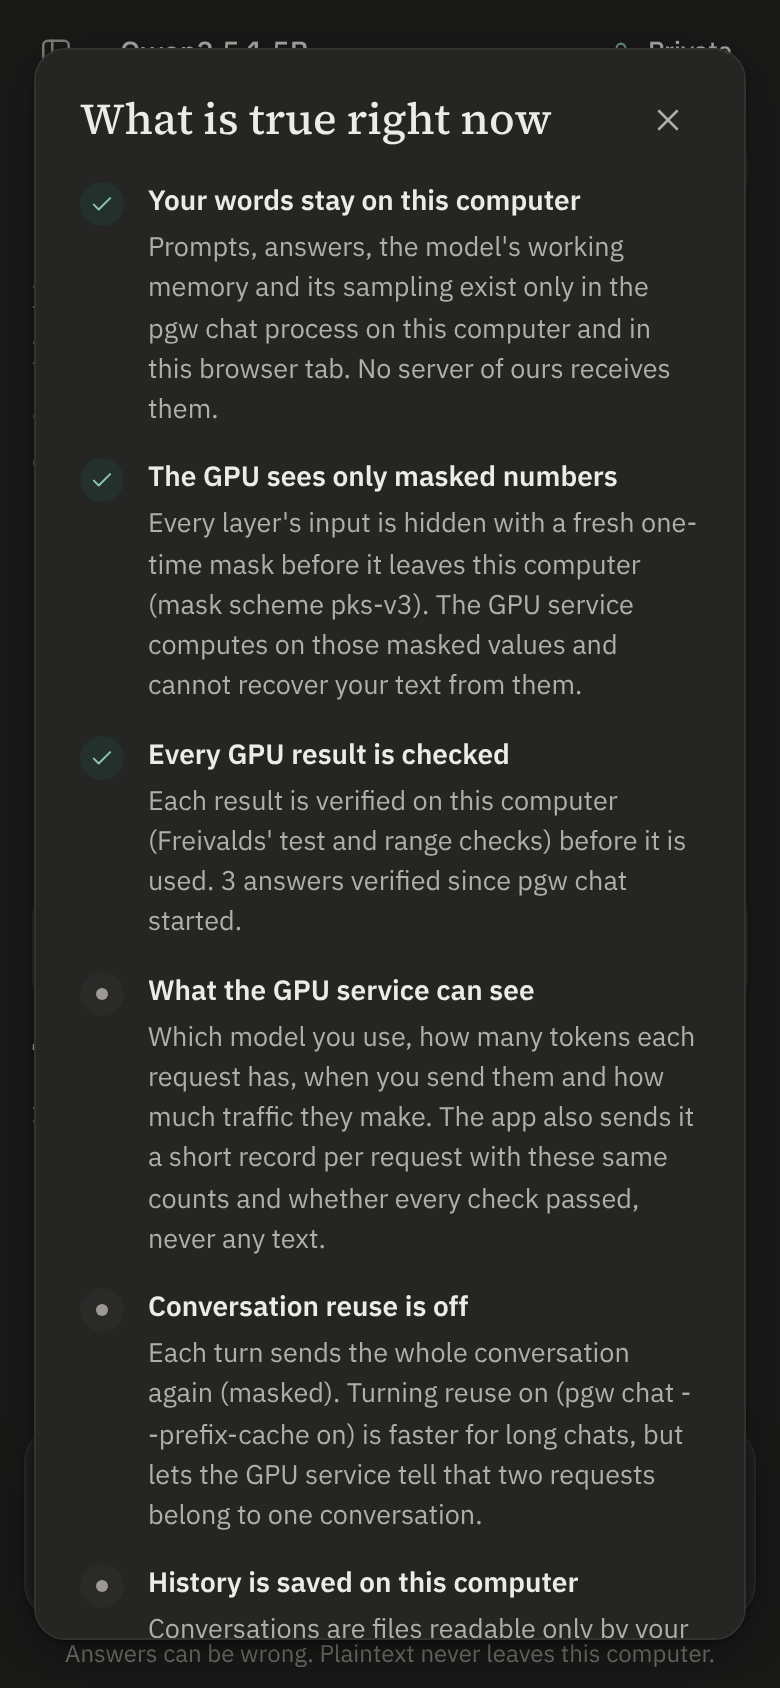 Private
What is true right now
Your words stay on this computer
Prompts, answers, the model's working
memory and its sampling exist only in the
pgw chat process on this computer and in
this browser tab. No server of ours receives
them.
The GPU sees only masked numbers
Every layer's input is hidden with a fresh one-
time mask before it leaves this computer
(mask scheme pks-v3). The GPU service
computes on those masked values and
cannot recover your text from them.
Every GPU result is checked
Each result is verified on this computer
(Freivalds' test and range checks) before it is
used. 3 answers verified since pgw chat
started.
What the GPU service can see
Which model you use, how many tokens each
request has, when you send them and how
much traffic they make. The app also sends it
a short record per request with these same
counts and whether every check passed,
never any text.
Conversation reuse is off
Each turn sends the whole conversation
again (masked). Turning reuse on (pgw chat -
-prefix-cache on) is faster for long chats, but
lets the GPU service tell that two requests
belong to one conversation.
History is saved on this computer
Conversations are files readable only by your
Answers can be wrong. Plaintext never leaves this computer.